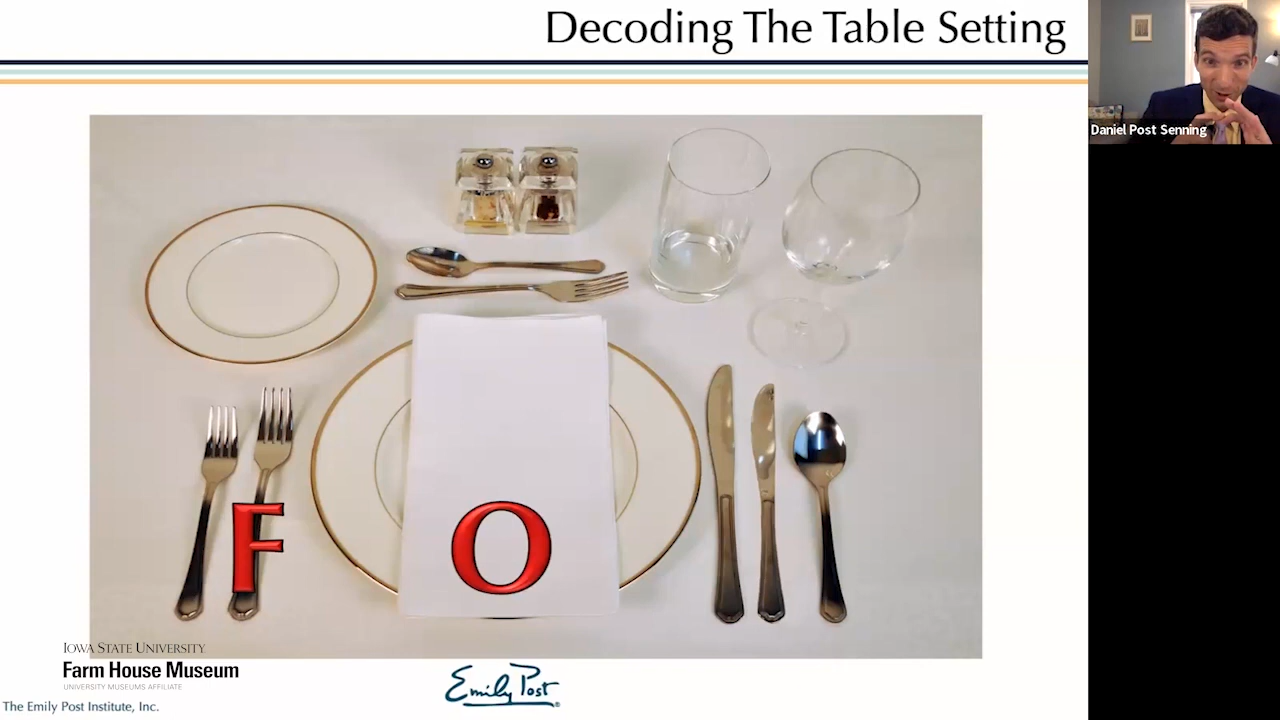 Decoding The Table Setting
Daniel Post Senning
F O
IOWA STATE UNIVERSITY
Farm House Museum
UNIVERSITY MUSEUMS AFFILIATE
Emily Post
The Emily Post Institute, Inc.